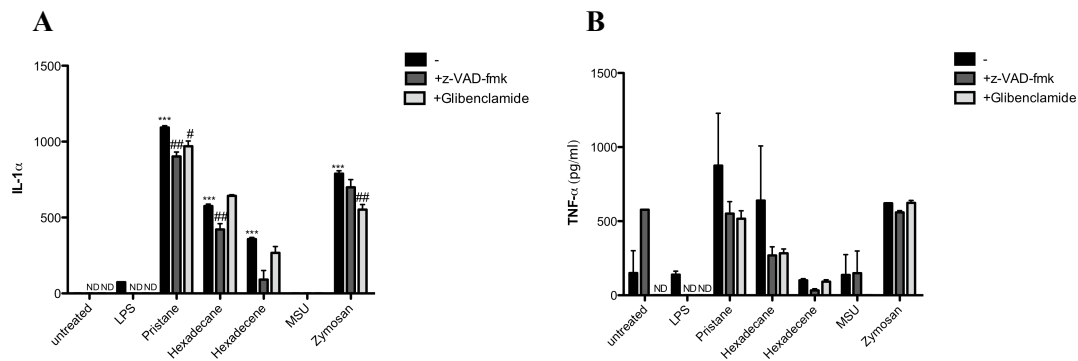 A
B
-
+z-VAD-fmk
+Glibenclamide
1500
1000
500
0
IL-1α
***
##
#
***
##
***
***
##
ND ND
ND ND
untreated
LPS
Pristane
Hexadecane
Hexadecene
MSU
Zymosan
-
+z-VAD-fmk
+Glibenclamide
1500
1000
500
0
TNF-α (pg/ml)
ND
ND ND
untreated
LPS
Pristane
Hexadecane
Hexadecene
MSU
Zymosan